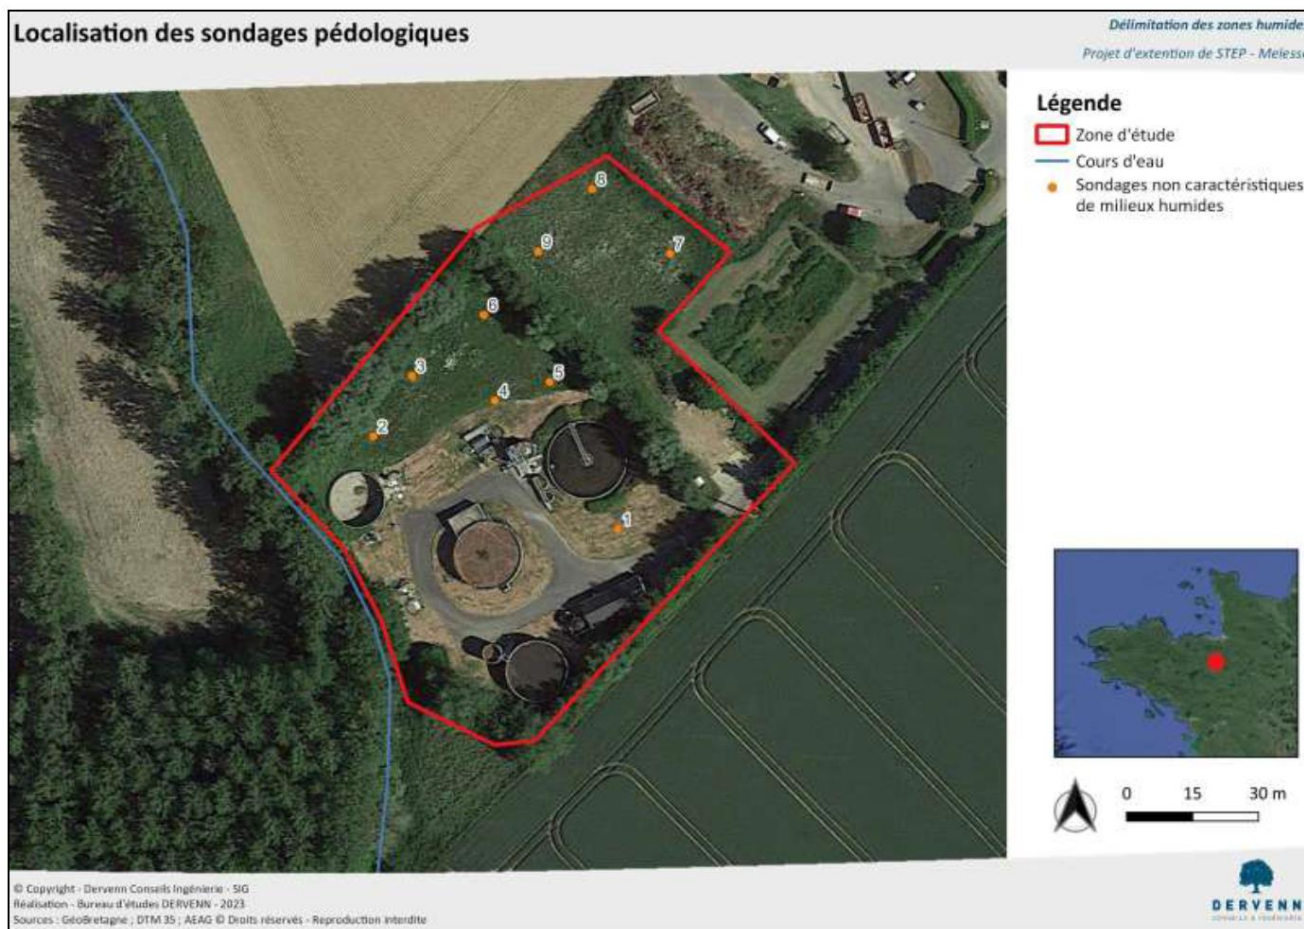 Localisation des sondages pédologiques
Délimitation des zones humide
Projet d'extention de STEP - Melesse
Légende
Zone d'étude
Cours d'eau
Sondages non caractéristiques
de milieux humides
8
9
7
6
3
5
4
2
1
0 15 30 m
© Copyright - Dervenn Conseils Ingénierie - SIG
Réalisation - Bureau d'études DERVENN - 2023
Sources : GéoBretagne ; DTM 35 ; AEAG © Droits réservés - Reproduction interdite
DERVENN
CONSEILS & INGÉNIERIE